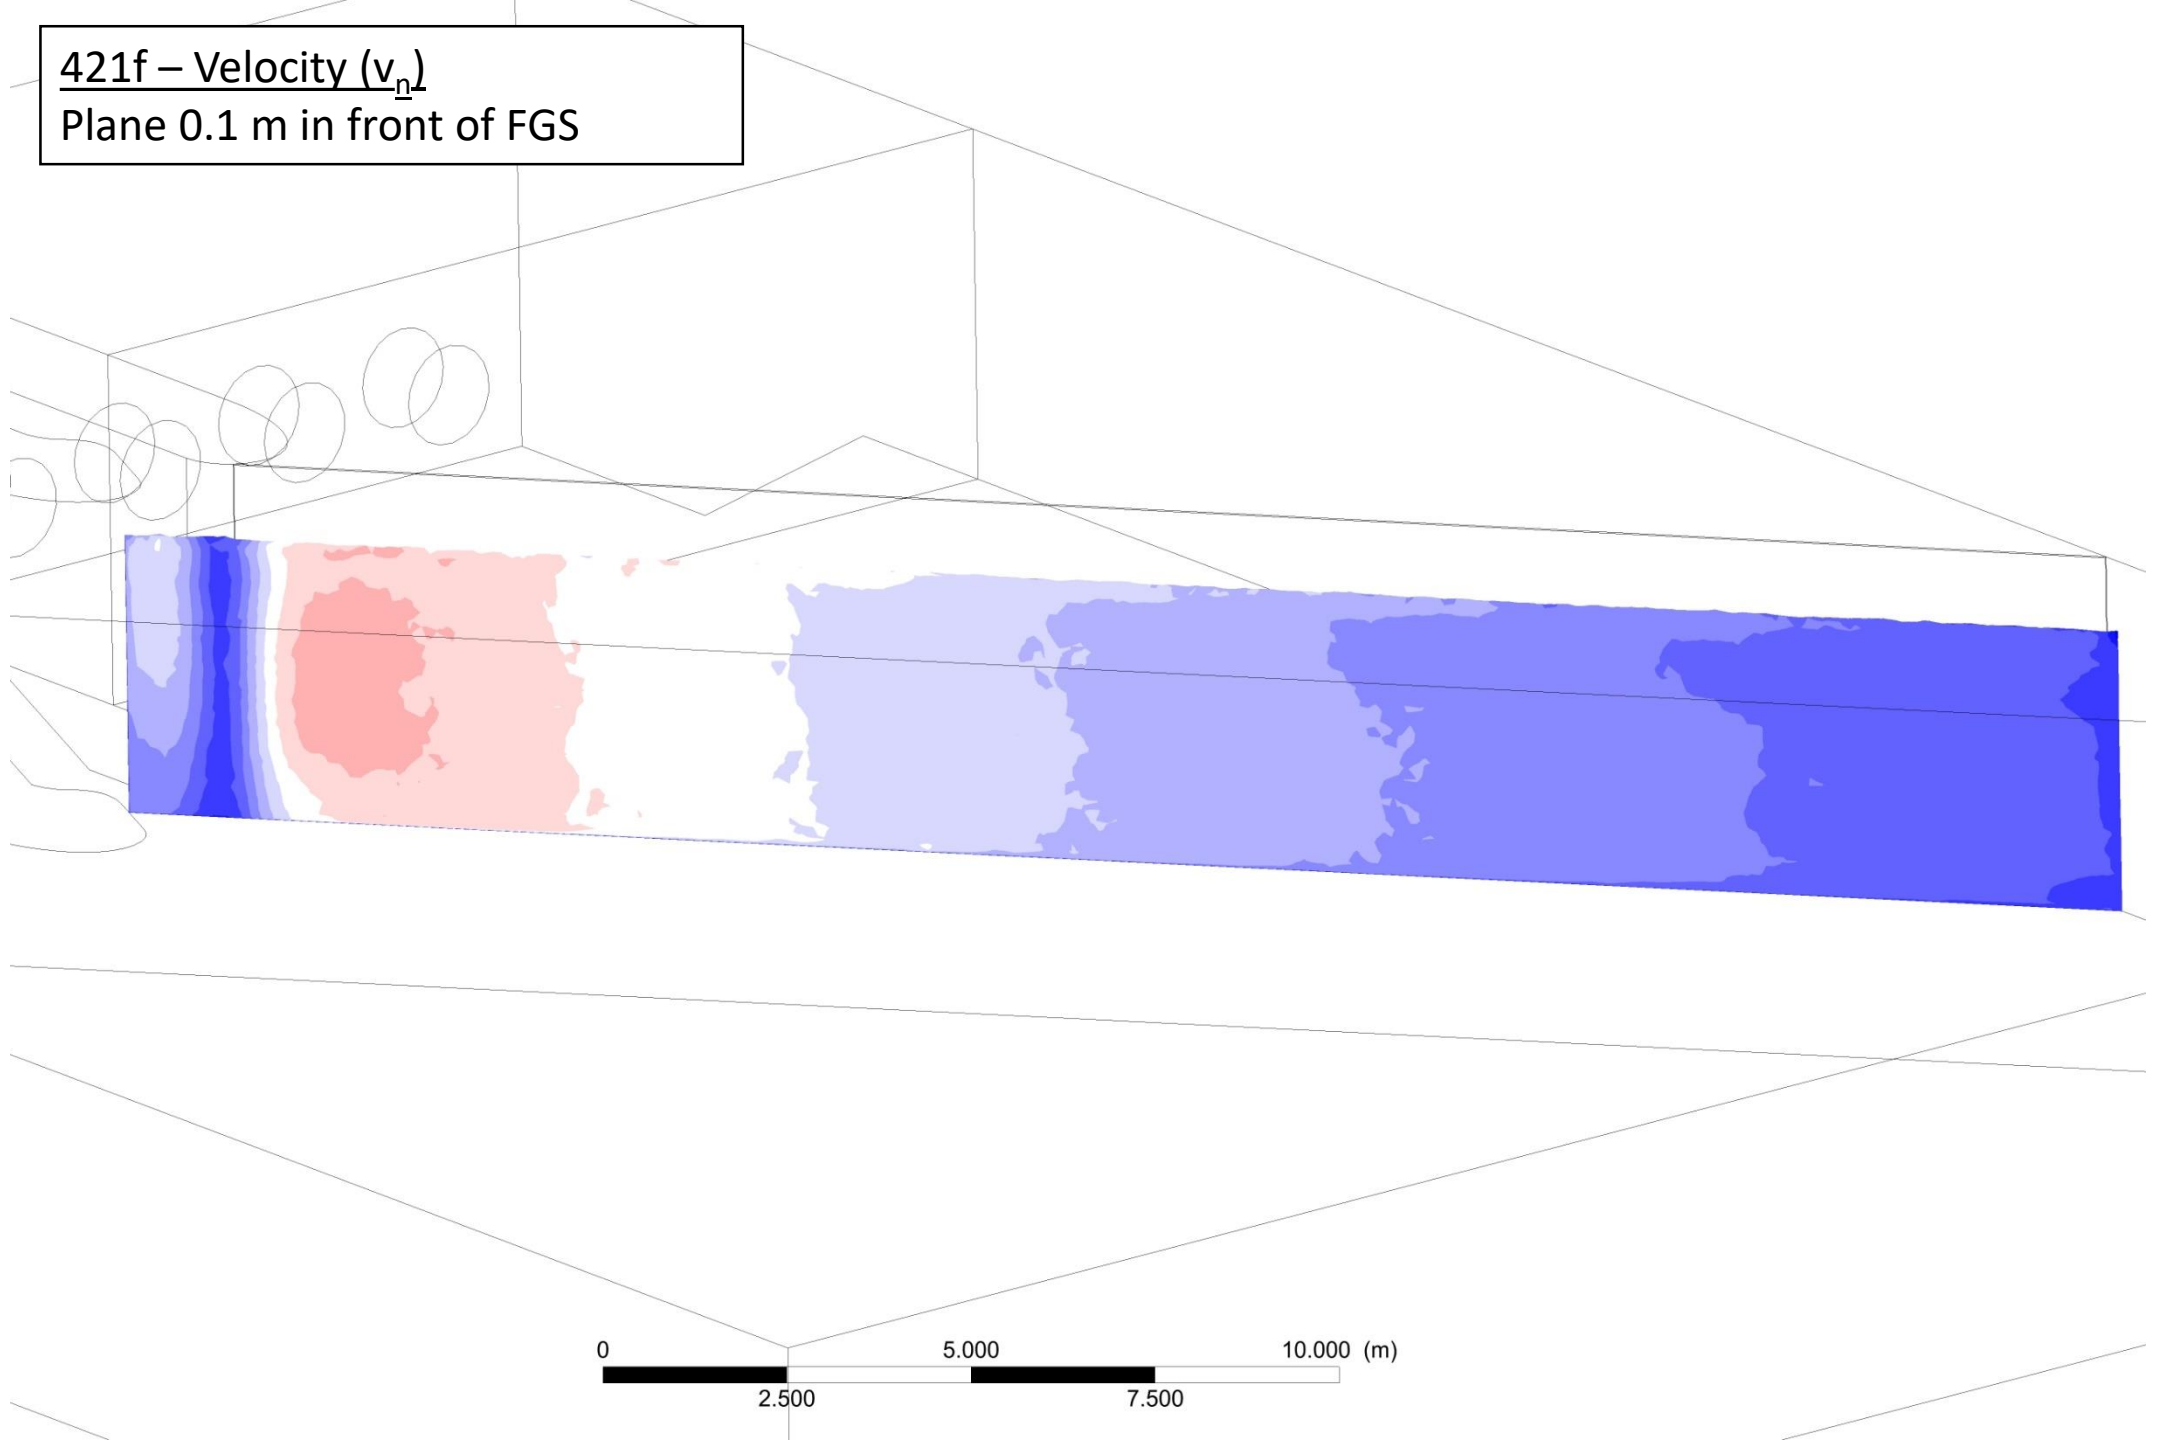 421f – Velocity (vn)
Plane 0.1 m in front of FGS
0 5.000 10.000 (m)
2.500 7.500